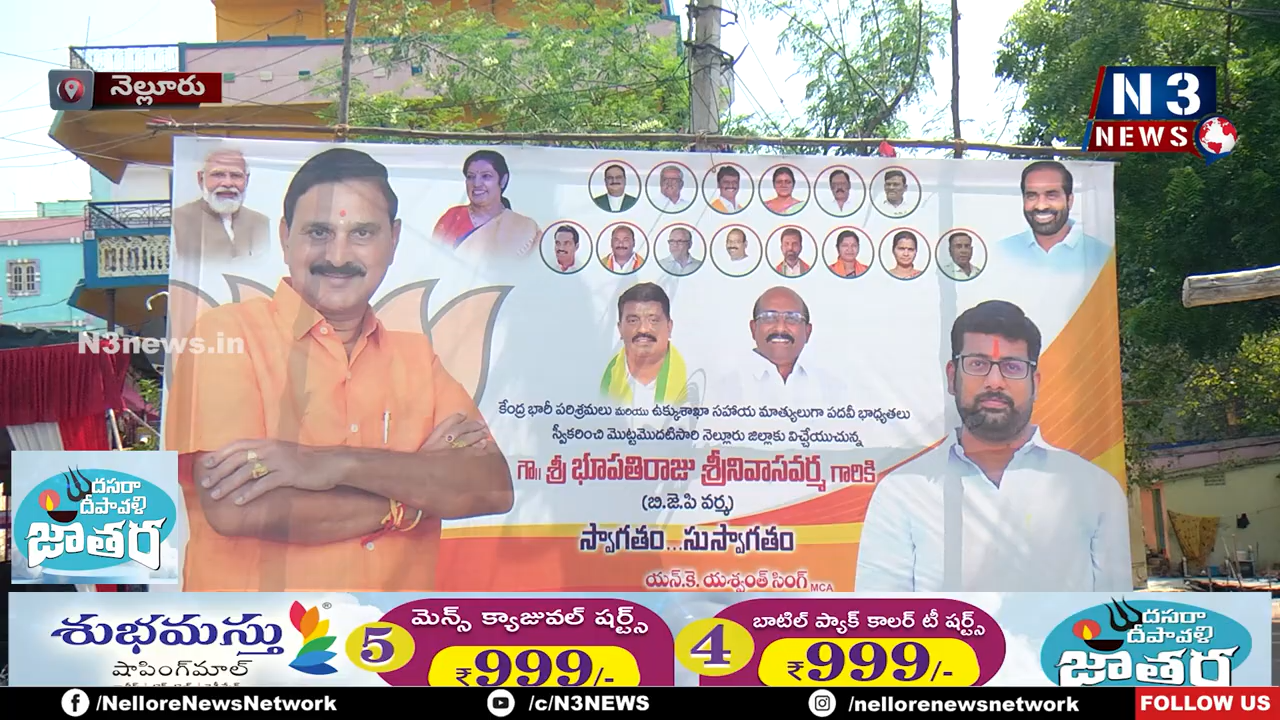 నెల్లూరు
N3
NEWS
N3news.in
కేంద్ర భారీ పరిశ్రమలు మరియు ఉక్కుశాఖా సహాయ మాత్యులుగా పదవీ భాధ్యతలు
స్వీకరించి మొట్టమొదటిసారి నెల్లూరు జిల్లాకు విచ్చేయుచున్న
గౌ|| శ్రీ భూపతిరాజు శ్రీనివాసవర్మ గారికి
(బి.జె.పి వర్మ)
స్వాగతం...సుస్వాగతం
యన్.కె. యశ్వంత్ సింగ్ MCA
దసరా
దీపావళి
జాతర
శుభమస్తు
షాపింగ్‌మాల్
5 మెన్స్ క్యాజువల్ షర్ట్స్
₹999/-
4 బాటిల్ ప్యాక్ కాలర్ టీ షర్ట్స్
₹999/-
దసరా
దీపావళి
జాతర
/NelloreNewsNetwork
/c/N3NEWS
/nellorenewsnetwork
FOLLOW US